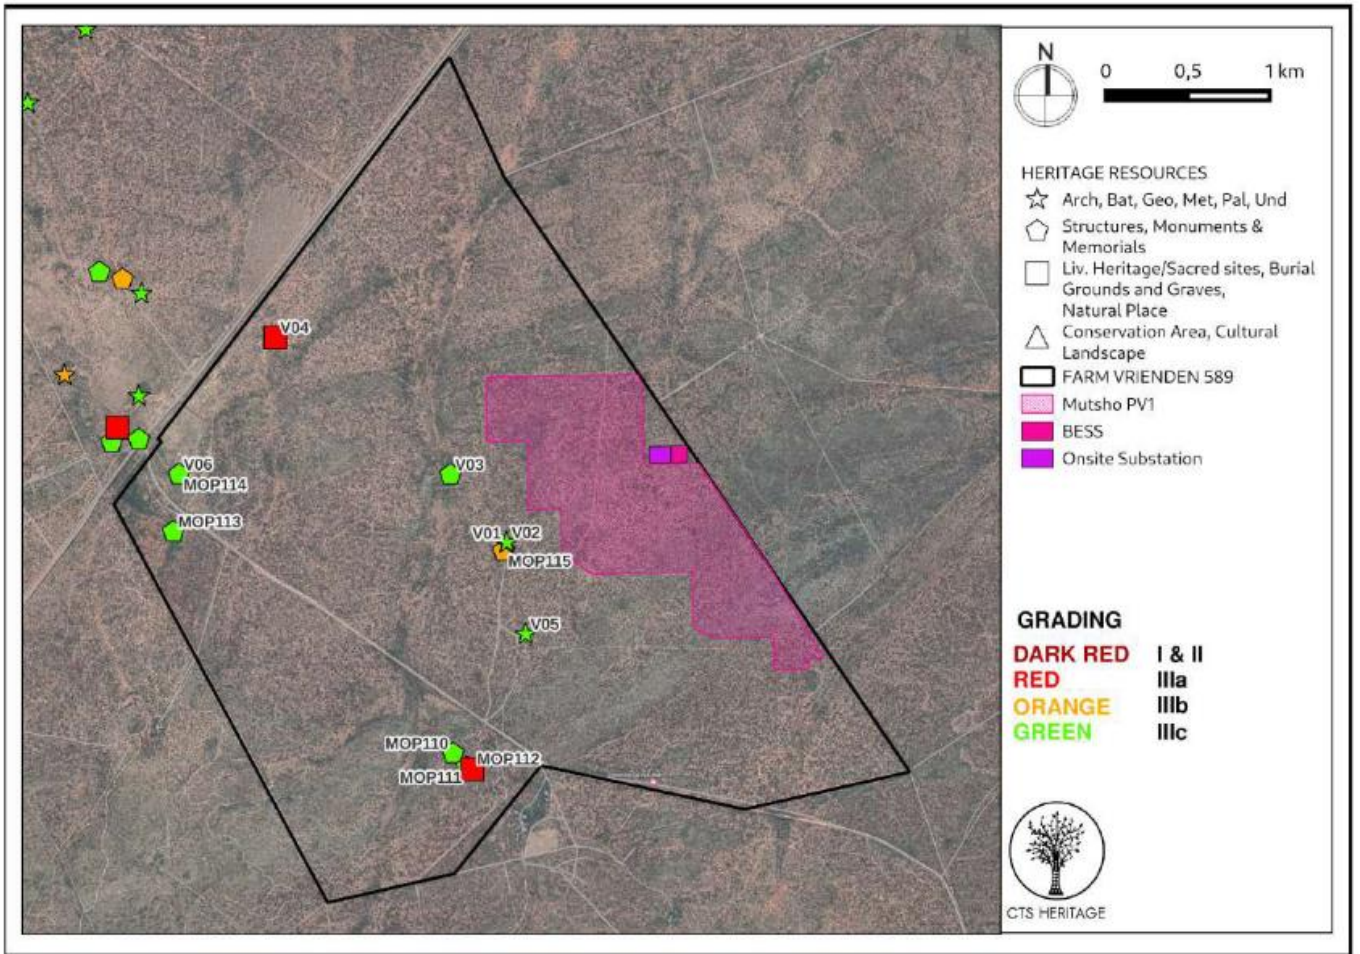 V04
V06
MOP114
MOP113
V03
V01
V02
MOP115
V05
MOP110
MOP112
MOP111
N
0 0,5 1 km
HERITAGE RESOURCES
Arch, Bat, Geo, Met, Pal, Und
Structures, Monuments &
Memorials
Liv. Heritage/Sacred sites, Burial
Grounds and Graves,
Natural Place
Conservation Area, Cultural
Landscape
FARM VRIENDEN 589
Mutsho PV1
BESS
Onsite Substation
GRADING
DARK RED I & II
RED IIIa
ORANGE IIIb
GREEN IIIc
CTS HERITAGE